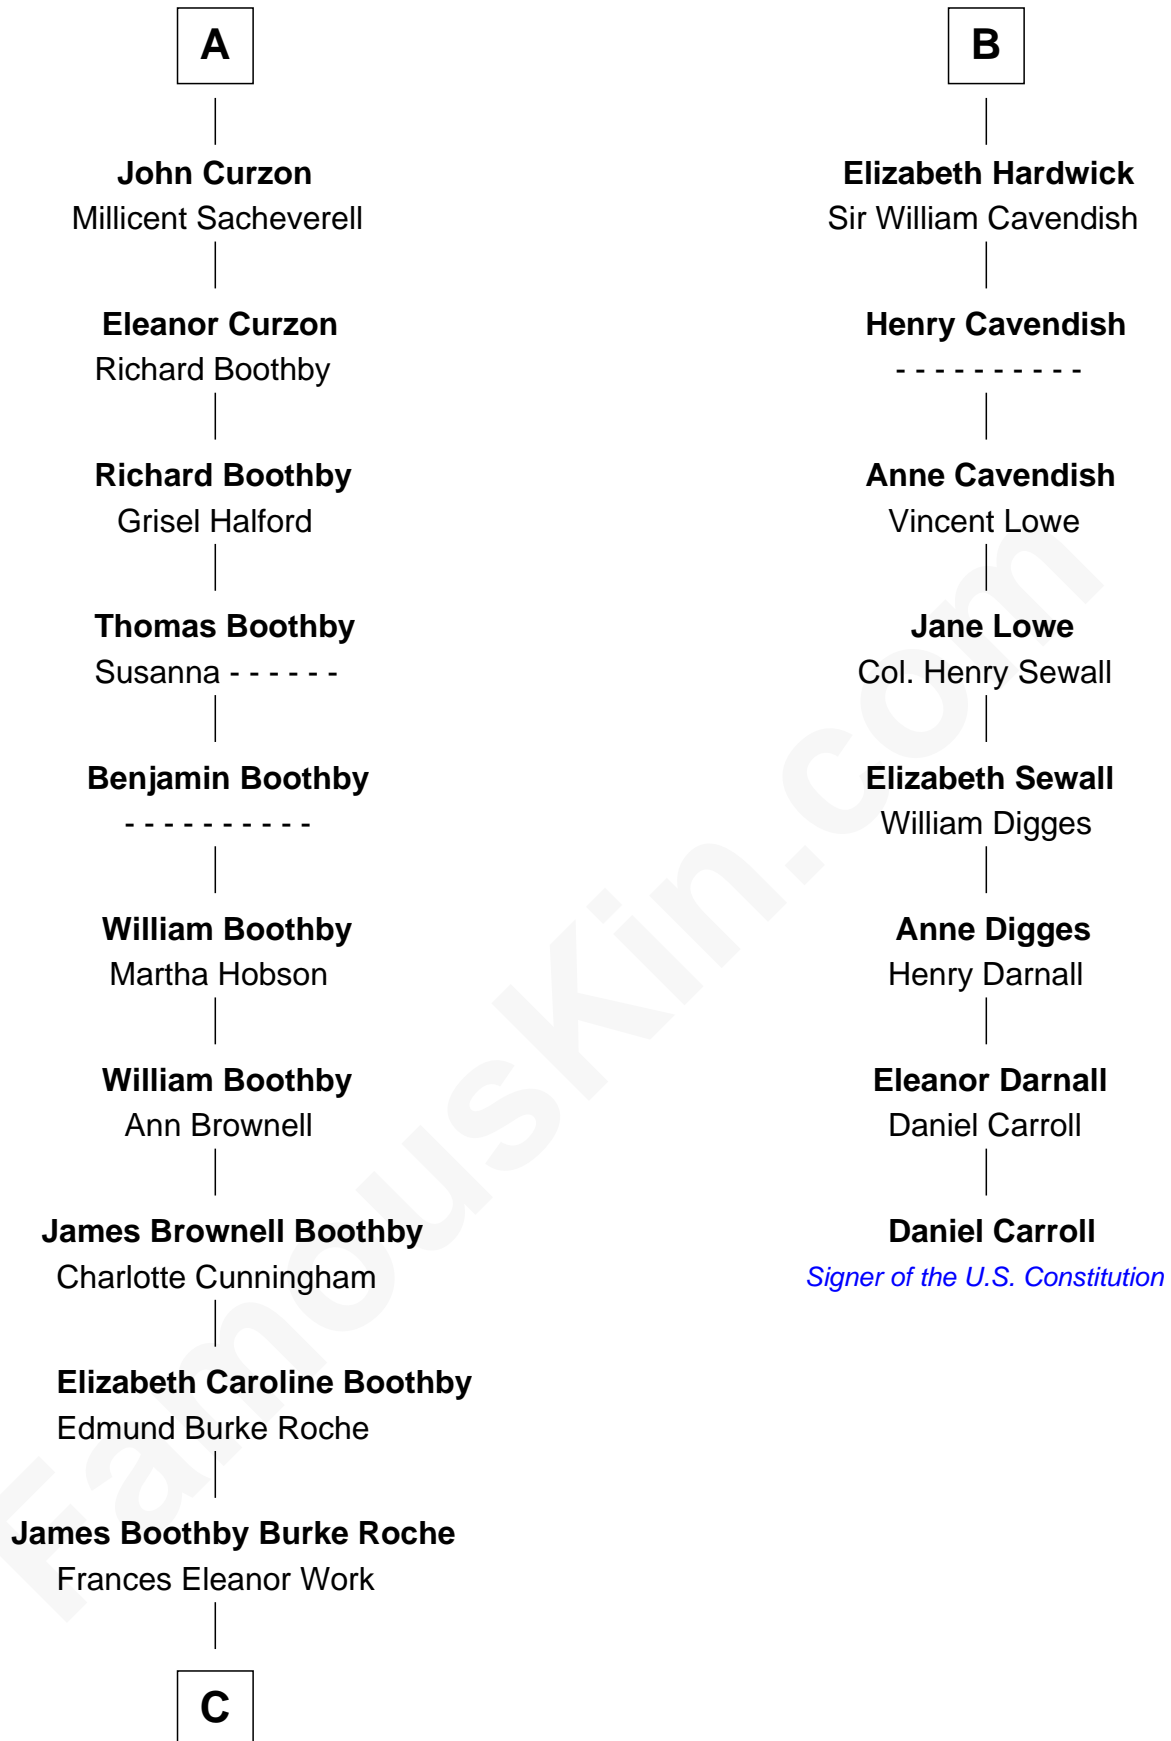 A
John Curzon
Millicent Sacheverell
Eleanor Curzon
Richard Boothby
Richard Boothby
Grisel Halford
Thomas Boothby
Susanna - - - - - -
Benjamin Boothby
- - - - - - - - - -
William Boothby
Martha Hobson
William Boothby
Ann Brownell
James Brownell Boothby
Charlotte Cunningham
Elizabeth Caroline Boothby
Edmund Burke Roche
James Boothby Burke Roche
Frances Eleanor Work
C
B
Elizabeth Hardwick
Sir William Cavendish
Henry Cavendish
- - - - - - - - - -
Anne Cavendish
Vincent Lowe
Jane Lowe
Col. Henry Sewall
Elizabeth Sewall
William Digges
Anne Digges
Henry Darnall
Eleanor Darnall
Daniel Carroll
Daniel Carroll
Signer of the U.S. Constitution
FamousKin.com